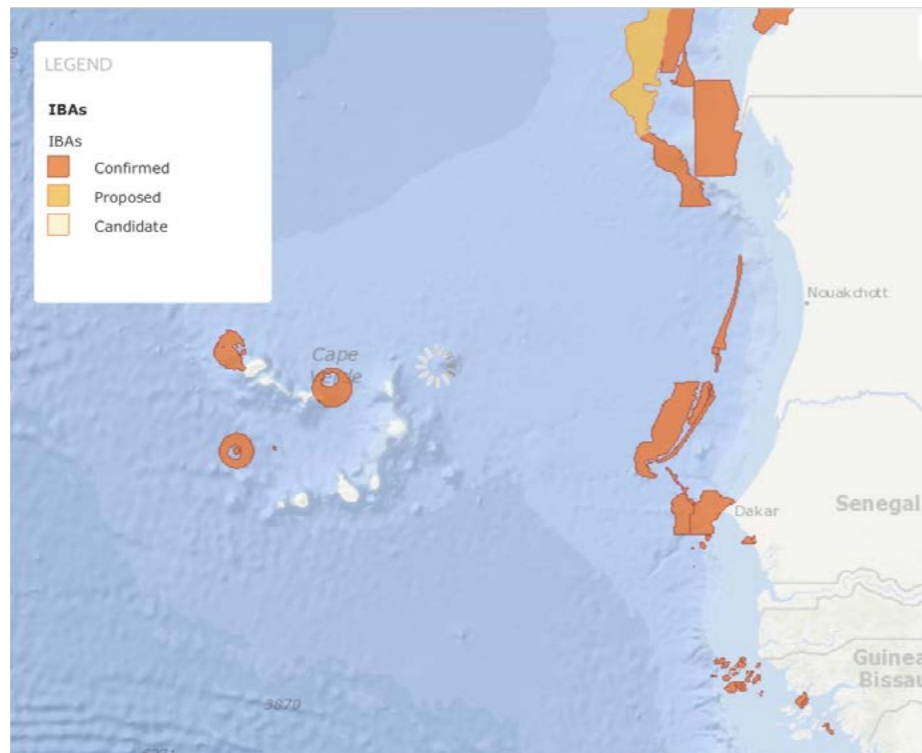 LEGEND
IBAs
IBAs
Confirmed
Proposed
Candidate
Nouakchott
Cape
Verde
Dakar
Senegal
Guinea
Bissau
3870